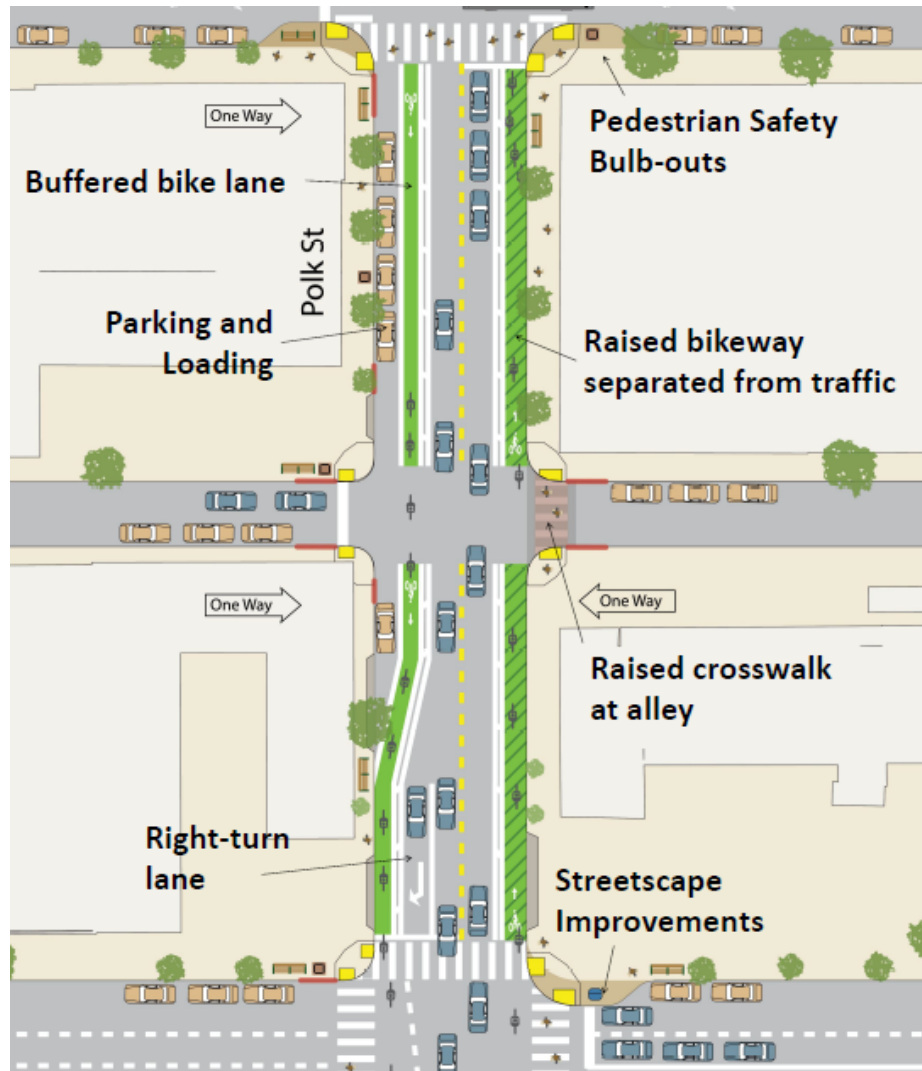 One Way
Pedestrian Safety
Bulb-outs
Buffered bike lane
Polk St
Parking and
Loading
Raised bikeway
separated from traffic
One Way
One Way
Raised crosswalk
at alley
Right-turn
lane
Streetscape
Improvements